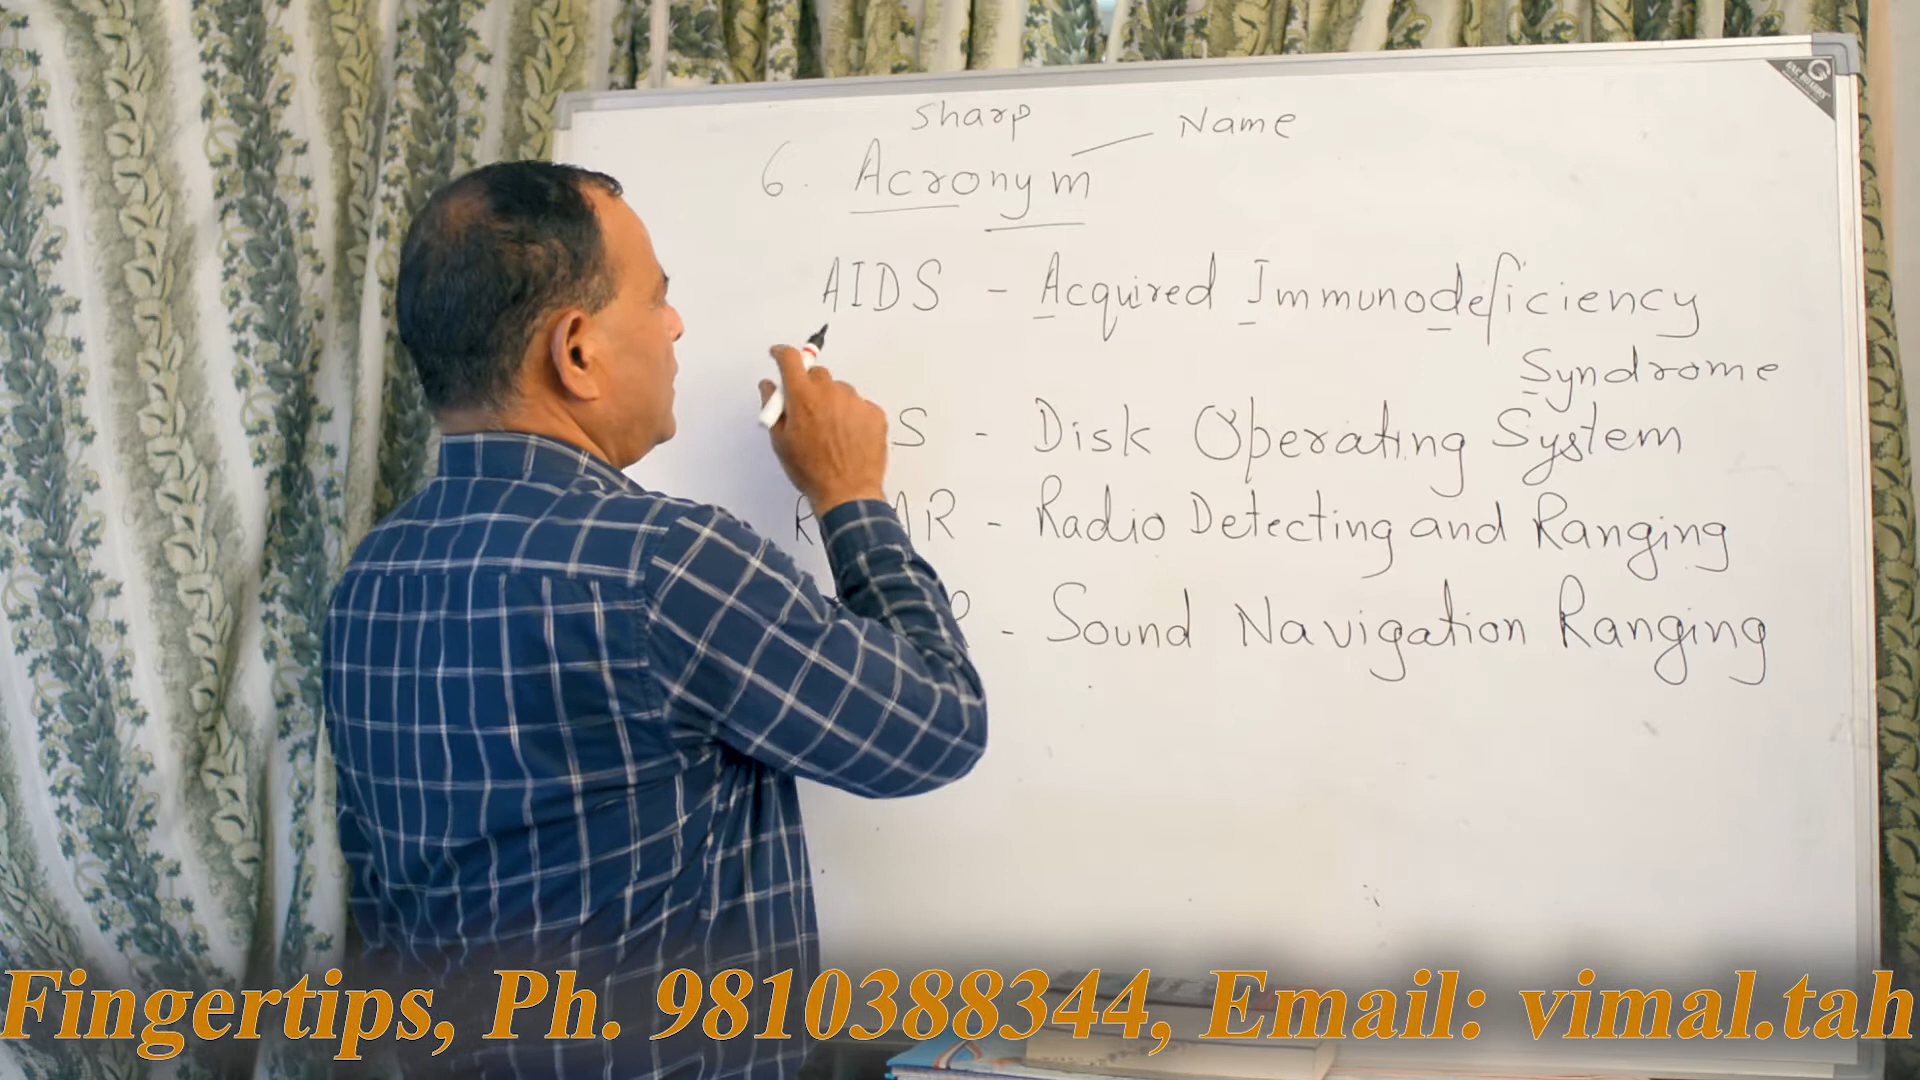 Sharp Name
6. Acronym
AIDS - Acquired Immunodeficiency
Syndrome
S - Disk Operating System
R AR - Radio Detecting and Ranging
R - Sound Navigation Ranging
Fingertips, Ph. 9810388344, Email: vimal.tah